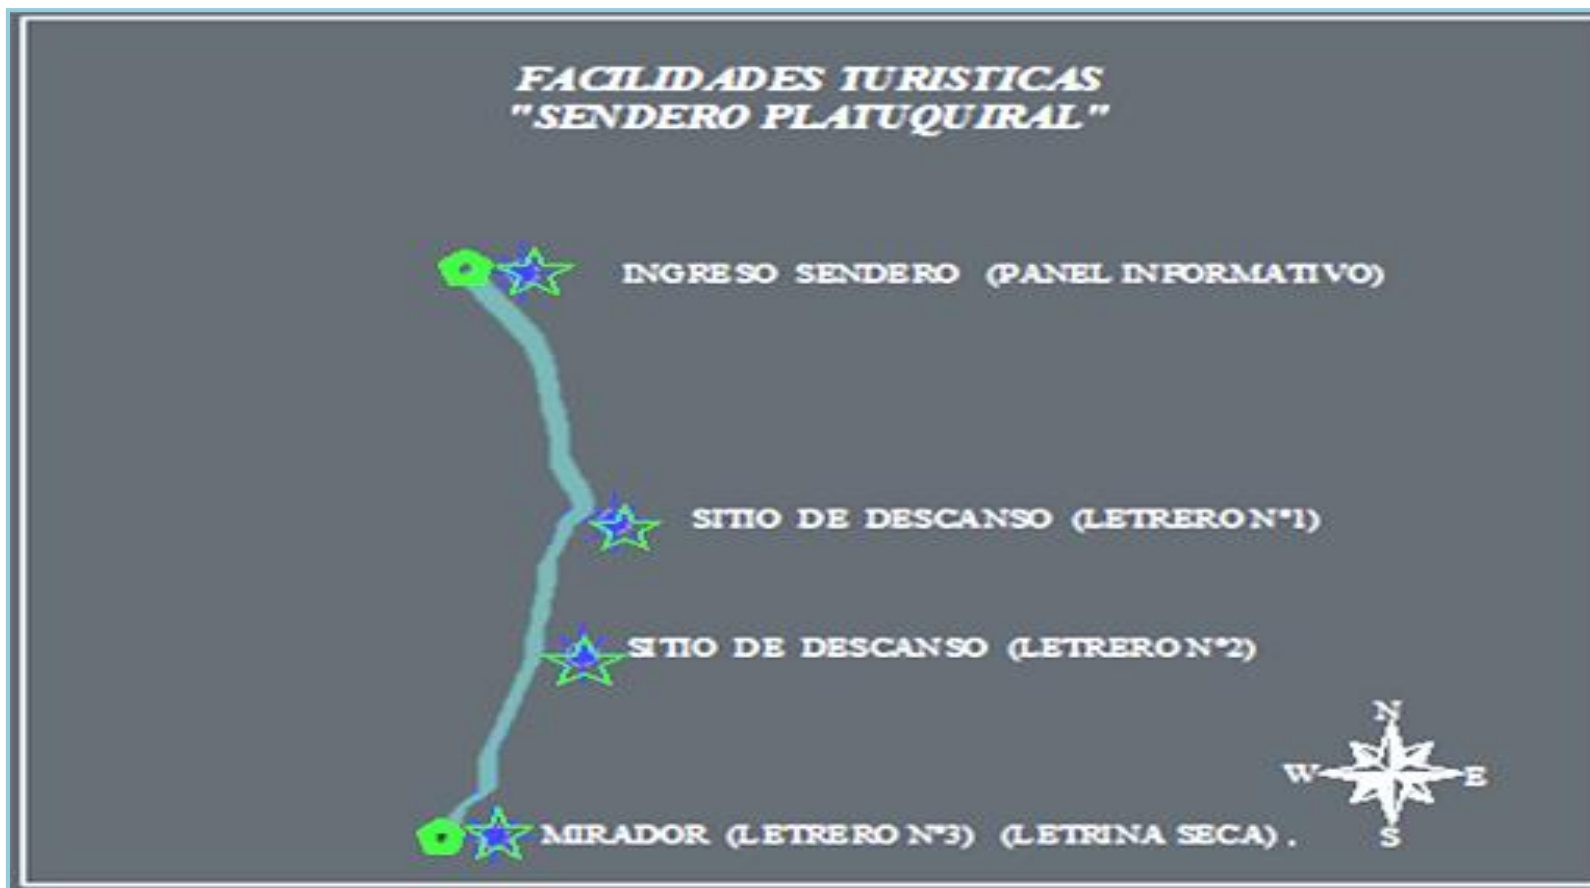 FACILIDADES TURISTICAS
"SENDERO PLATUQUIRAL"
INGRESO SENDERO (PANEL INFORMATIVO)
SITIO DE DESCANSO (LETRERO N°1)
SITIO DE DESCANSO (LETRERO N°2)
N
W E
S
MIRADOR (LETRERO N°3) (LETRINA SECA) .